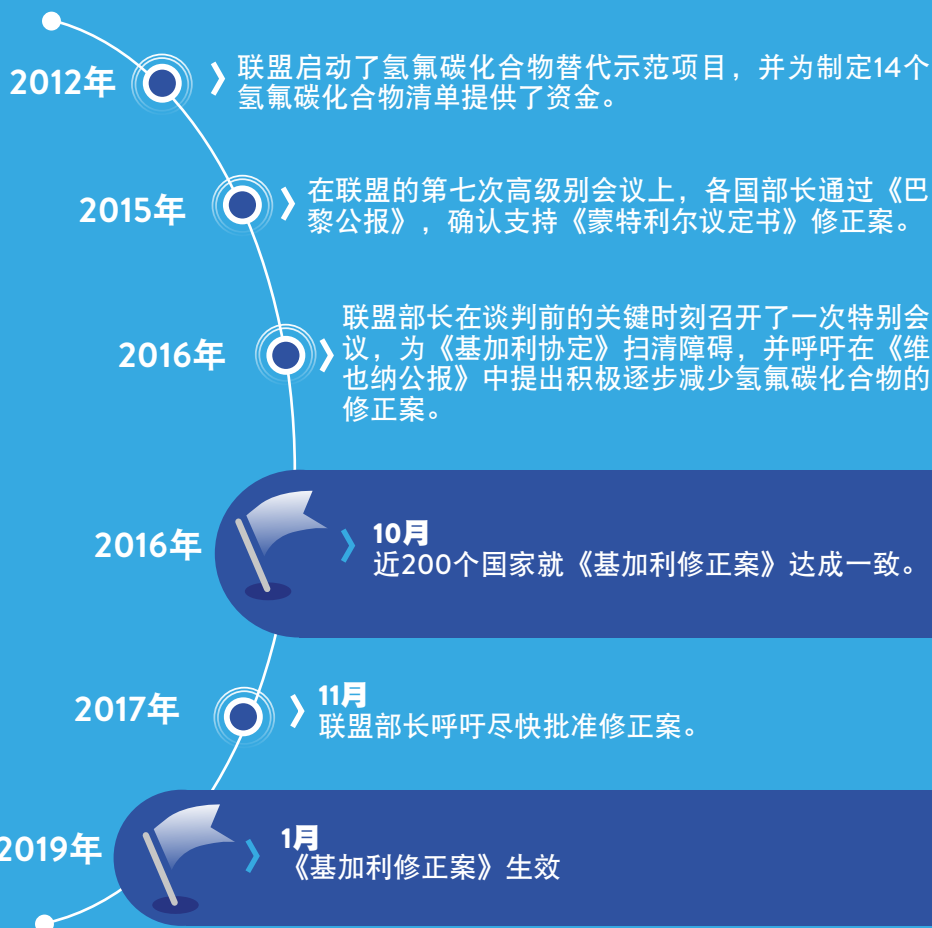 2012年
联盟启动了氢氟碳化合物替代示范项目，并为制定14个
氢氟碳化合物清单提供了资金。
2015年
在联盟的第七次高级别会议上，各国部长通过《巴
黎公报》，确认支持《蒙特利尔议定书》修正案。
2016年
联盟部长在谈判前的关键时刻召开了一次特别会
议，为《基加利协定》扫清障碍，并呼吁在《维
也纳公报》中提出积极逐步减少氢氟碳化合物的
修正案。
2016年
10月
近200个国家就《基加利修正案》达成一致。
2017年
11月
联盟部长呼吁尽快批准修正案。
2019年
1月
《基加利修正案》生效